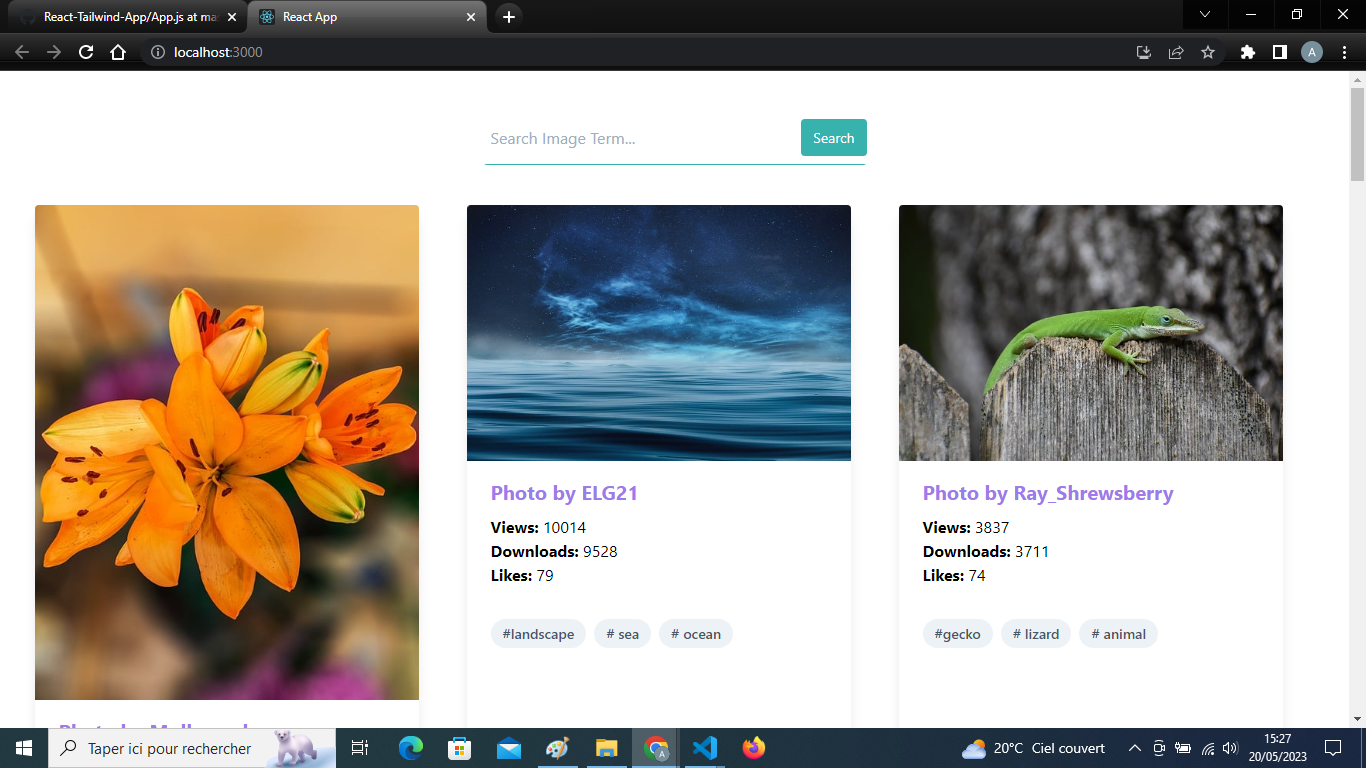 React-Tailwind-App/App.js at ma
React App
localhost:3000
A
Search Image Term...
Search
Photo by ELG21
Views: 10014
Downloads: 9528
Likes: 79
#landscape
# sea
# ocean
Photo by Ray_Shrewsberry
Views: 3837
Downloads: 3711
Likes: 74
#gecko
# lizard
# animal
Photo by
Taper ici pour rechercher
A
20°C Ciel couvert
15:27
20/05/2023